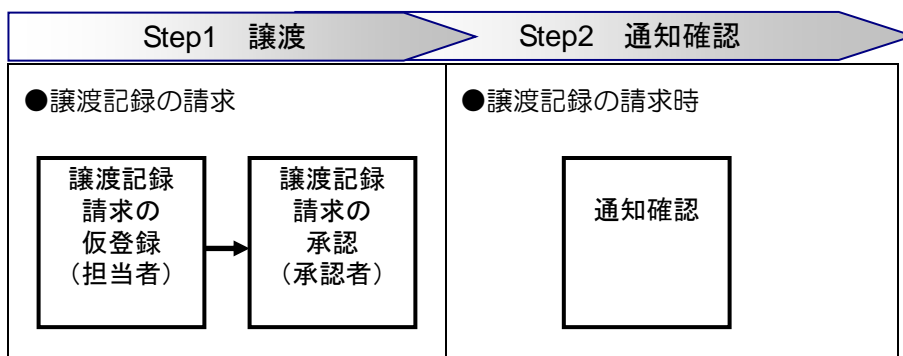 Step1 譲渡
Step2 通知確認
●譲渡記録の請求
譲渡記録
請求の
仮登録
（担当者）
譲渡記録
請求の
承認
（承認者）
●譲渡記録の請求時
通知確認